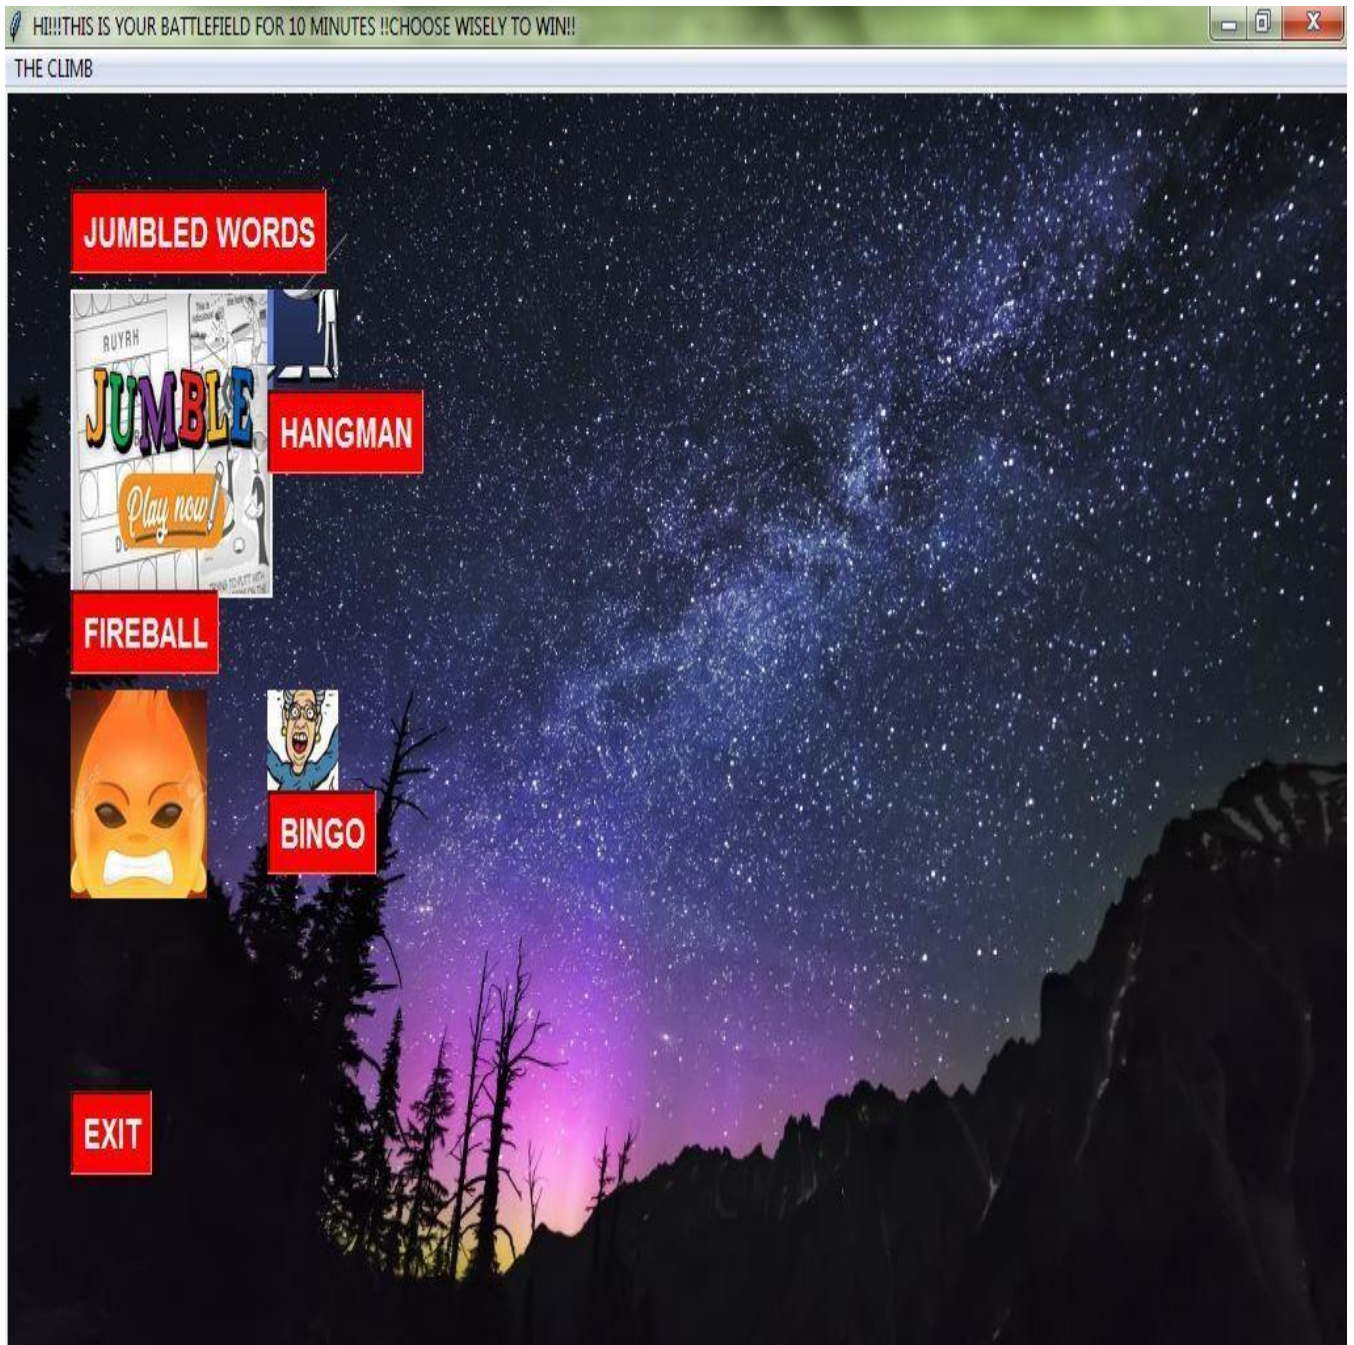 HI!!!THIS IS YOUR BATTLEFIELD FOR 10 MINUTES !!CHOOSE WISELY TO WIN!!
THE CLIMB
JUMBLED WORDS
RUYRH
JUMBLE
Play now!
HANGMAN
FIREBALL
BINGO
EXIT